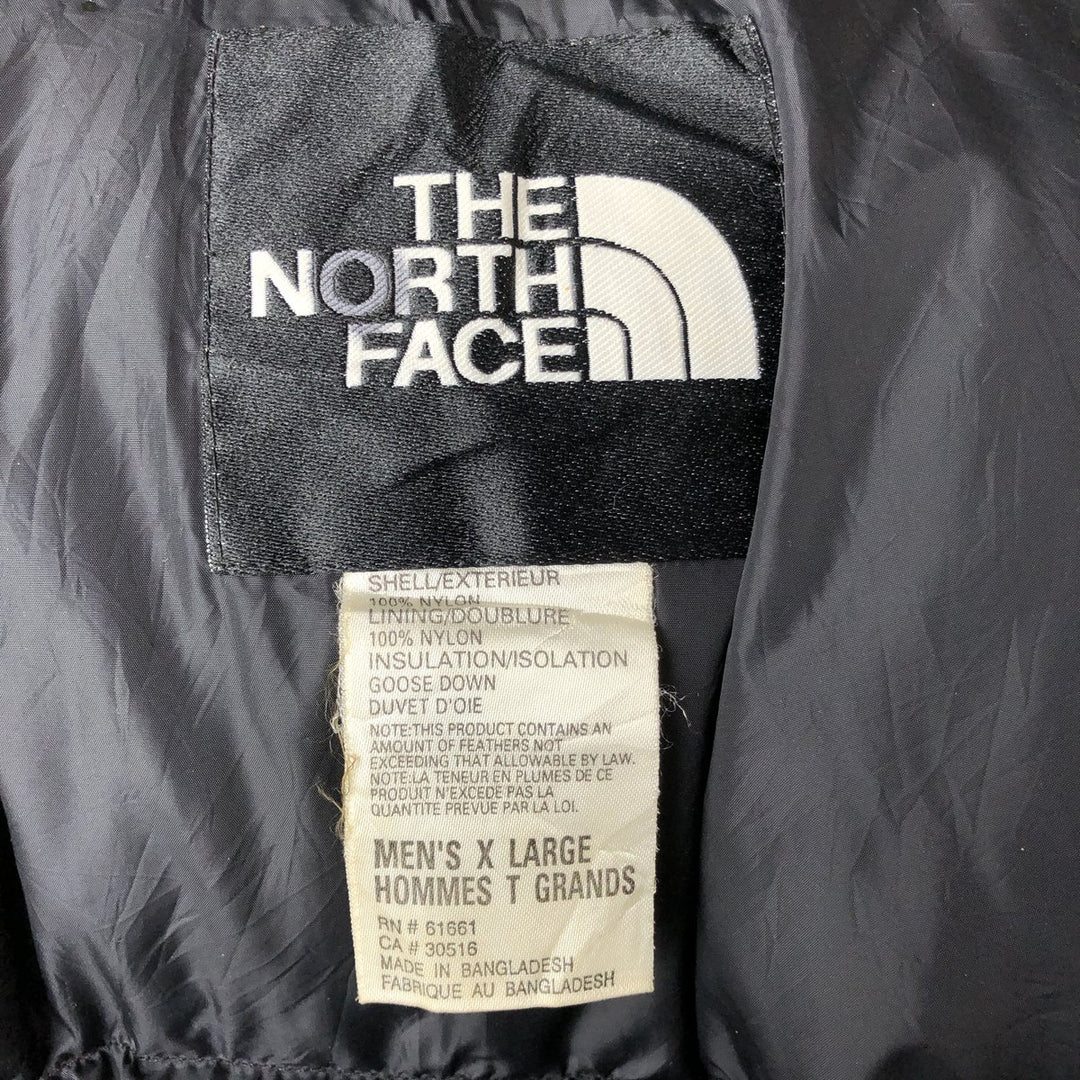 THE
NORTH
FACE
SHELL/EXTERIEUR
100% NYLON
LINING/DOUBLURE
100% NYLON
INSULATION/ISOLATION
GOOSE DOWN
DUVET D'OIE
NOTE:THIS PRODUCT CONTAINS AN
AMOUNT OF FEATHERS NOT
EXCEEDING THAT ALLOWABLE BY LAW.
NOTE:LA TENEUR EN PLUMES DE CE
PRODUIT N'EXCEDE PAS LA
QUANTITE PREVUE PAR LA LOI.
MEN'S X LARGE
HOMMES T GRANDS
RN # 61661
CA # 30516
MADE IN BANGLADESH
FABRIQUE AU BANGLADESH